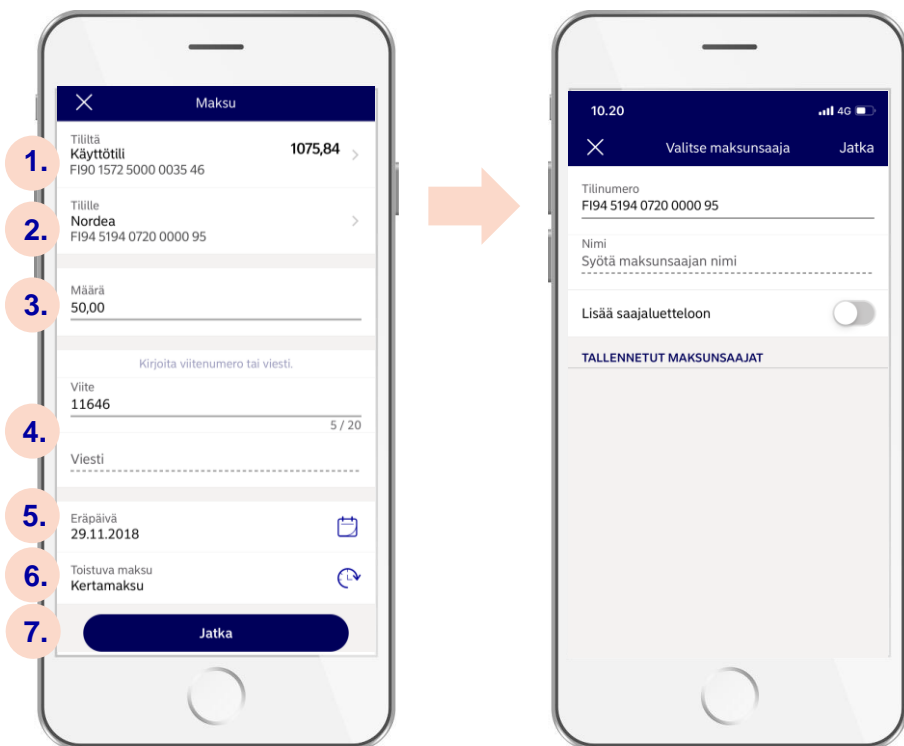 Maksu
1.
Tililtä
Käyttötili
1075,84
FI90 1572 5000 0035 46
2.
Tilille
Nordea
FI94 5194 0720 0000 95
3.
Määrä
50,00
Kirjoita viitenumero tai viesti.
4.
Viite
11646
5 / 20
Viesti
5.
Eräpäivä
29.11.2018
6.
Toistuva maksu
Kertamaksu
7.
Jatka
10.20
4G
Valitse maksunsaaja
Jatka
Tilinumero
FI94 5194 0720 0000 95
Nimi
Syötä maksunsaajan nimi
Lisää saajaluetteloon
TALLENNETUT MAKSUNSAAJAT